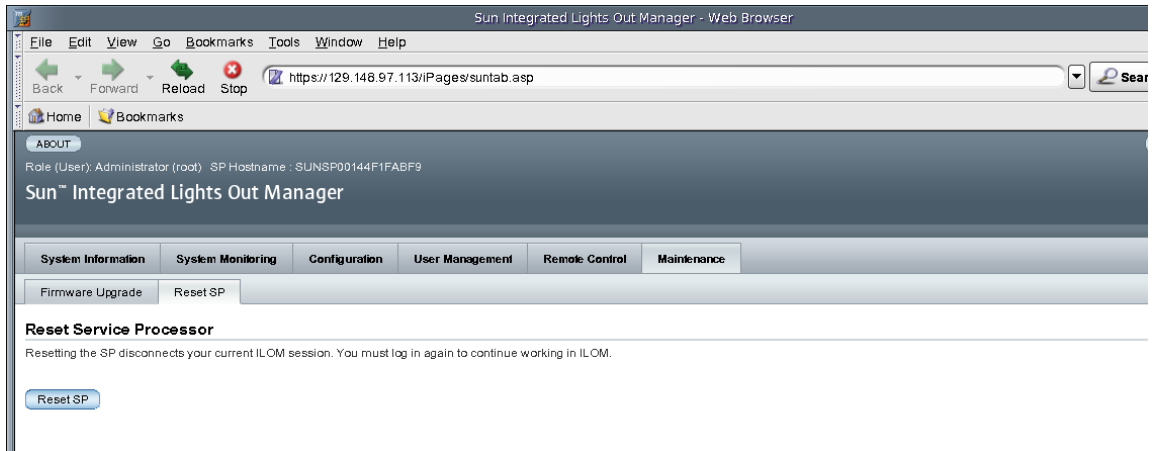 Sun Integrated Lights Out Manager - Web Browser
File Edit View Go Bookmarks Tools Window Help
Back Forward Reload Stop https://129.148.97.113/iPages/suntab.asp Sear
Home Bookmarks
ABOUT
Role (User): Administrator (root) SP Hostname : SUNSP00144F1FABF9
Sun™ Integrated Lights Out Manager
System Information System Monitoring Configuration User Management Remote Control Maintenance
Firmware Upgrade Reset SP
Reset Service Processor
Resetting the SP disconnects your current ILOM session. You must log in again to continue working in ILOM.
Reset SP